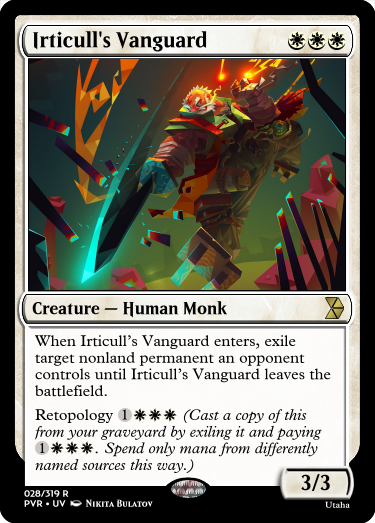 Irticull's Vanguard
Creature — Human Monk
When Irticull's Vanguard enters, exile
target nonland permanent an opponent
controls until Irticull's Vanguard leaves the
battlefield.
Retopology 1 (Cast a copy of this
from your graveyard by exiling it and paying
1. Spend only mana from differently
named sources this way.)
3/3
028/319 R
PVR • UV Nikita Bulatov
Utaha